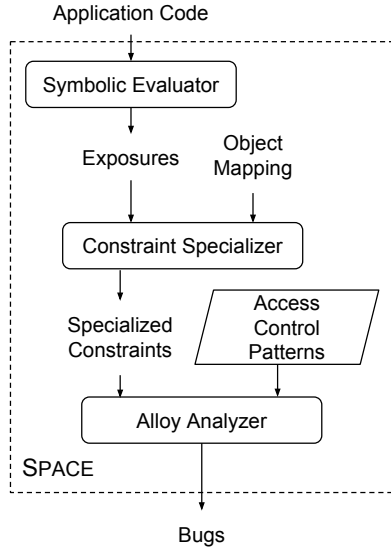 Application Code
Symbolic Evaluator
Exposures
Object
Mapping
Constraint Specializer
Specialized
Constraints
Access
Control
Patterns
Alloy Analyzer
SPACE
Bugs